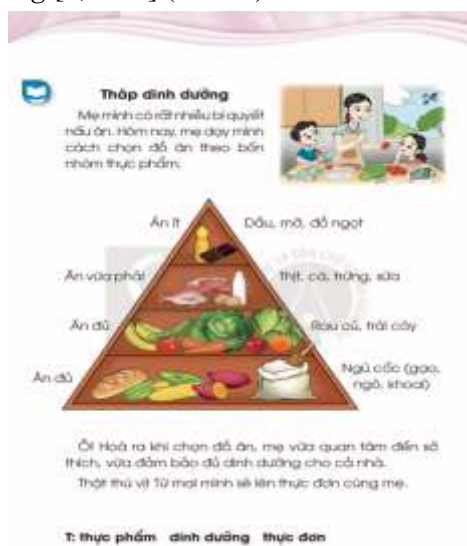 Tháp dinh dưỡng
Mẹ mình có rất nhiều bí quyết
nấu ăn. Hôm nay, mẹ dạy mình
cách chọn đồ ăn theo bốn
nhóm thực phẩm.
Ăn ít
Dầu, mỡ, đồ ngọt
Ăn vừa phải
Thịt, cá, trứng, sữa
Ăn đủ
Rau củ, trái cây
Ăn đủ
Ngũ cốc (gạo,
ngô, khoai)
Ồ! Hoá ra khi chọn đồ ăn, mẹ vừa quan tâm đến sở
thích, vừa đảm bảo đủ dinh dưỡng cho cả nhà.
Thật thú vị! Từ mai mình sẽ lên thực đơn cùng mẹ.
T: thực phẩm dinh dưỡng thực đơn